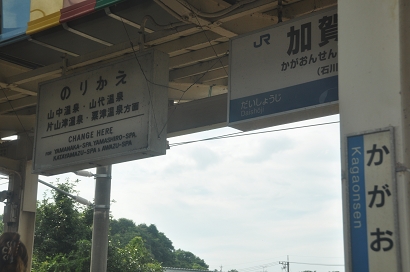 のりかえ
山中温泉・山代温泉
片山津温泉・粟津温泉方面
CHANGE HERE
FOR YAMANAKA-SPA, YAMASHIRO-SPA,
KATAYAMAZU-SPA & AWAZU-SPA
JR 加賀
かがおんせん
(石川
だいしょうじ
Daishōji
かがお
Kagaonsen